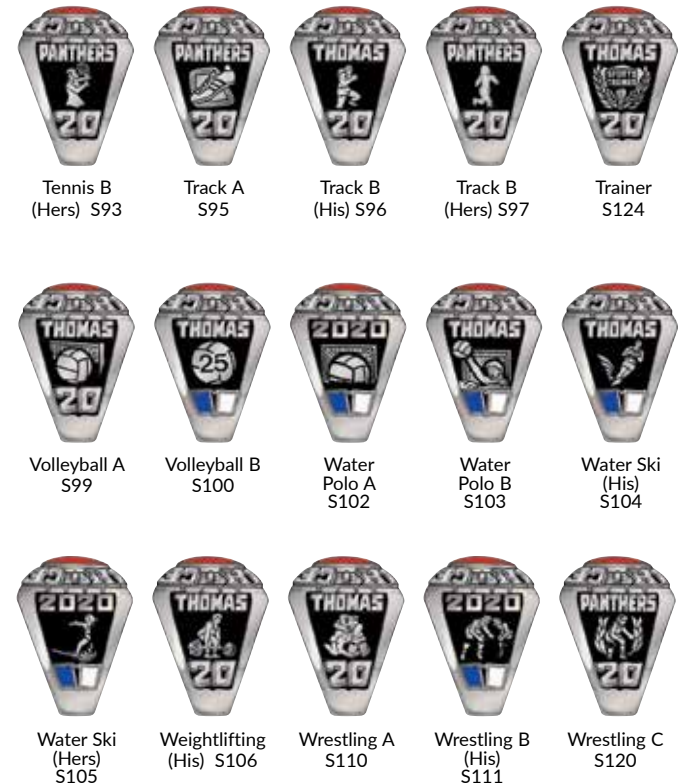 PANTHERS
20
Tennis B
(Hers) S93
PANTHERS
20
Track A
S95
THOMAS
20
Track B
(His) S96
PANTHERS
20
Track B
(Hers) S97
THOMAS
20
Trainer
S124
THOMAS
20
Volleyball A
S99
THOMAS
25
Volleyball B
S100
2020
Water
Polo A
S102
THOMAS
Water
Polo B
S103
THOMAS
Water Ski
(His)
S104
2020
Water Ski
(Hers)
S105
THOMAS
20
Weightlifting
(His) S106
THOMAS
20
Wrestling A
S110
2020
Wrestling B
(His)
S111
PANTHERS
20
Wrestling C
S120